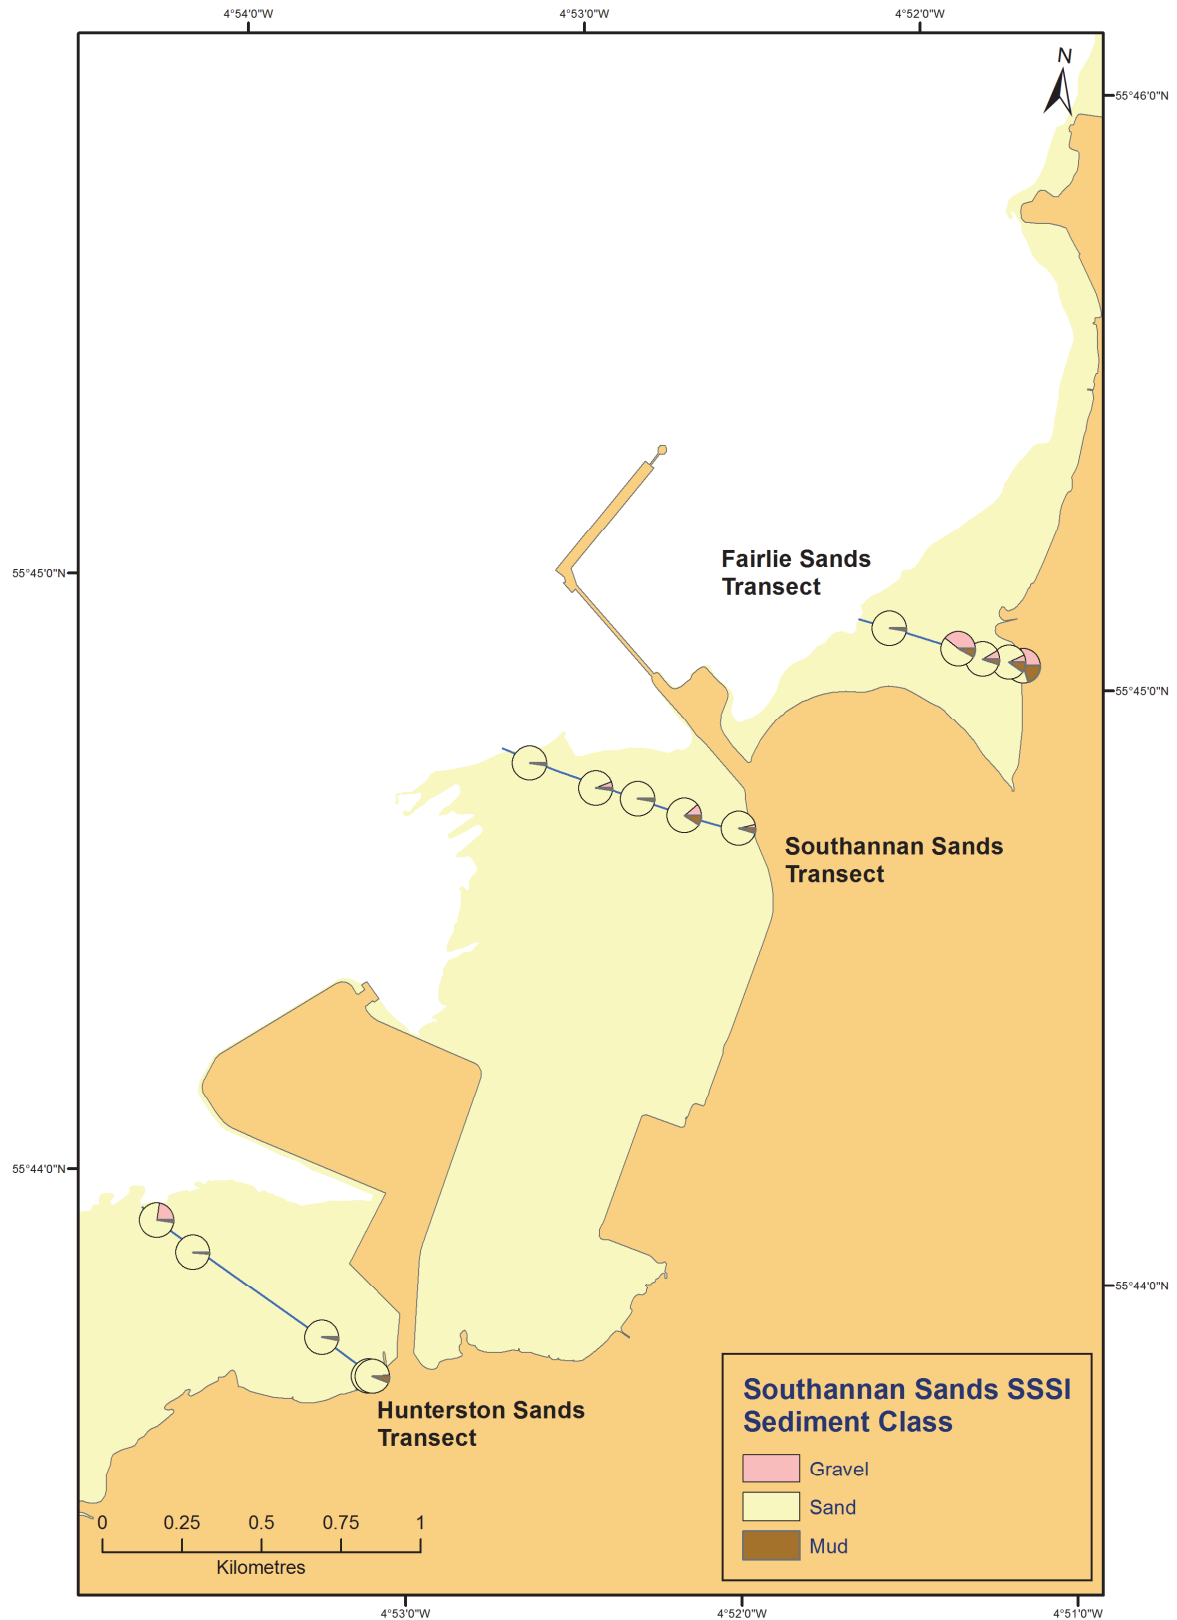 4°54'0"W
4°53'0"W
4°52'0"W
N
55°46'0"N
55°45'0"N
Fairlie Sands
Transect
55°45'0"N
Southannan Sands
Transect
55°44'0"N
55°44'0"N
Hunterston Sands
Transect
Southannan Sands SSSI
Sediment Class
Gravel
Sand
Mud
0 0.25 0.5 0.75 1
Kilometres
4°53'0"W
4°52'0"W
4°51'0"W